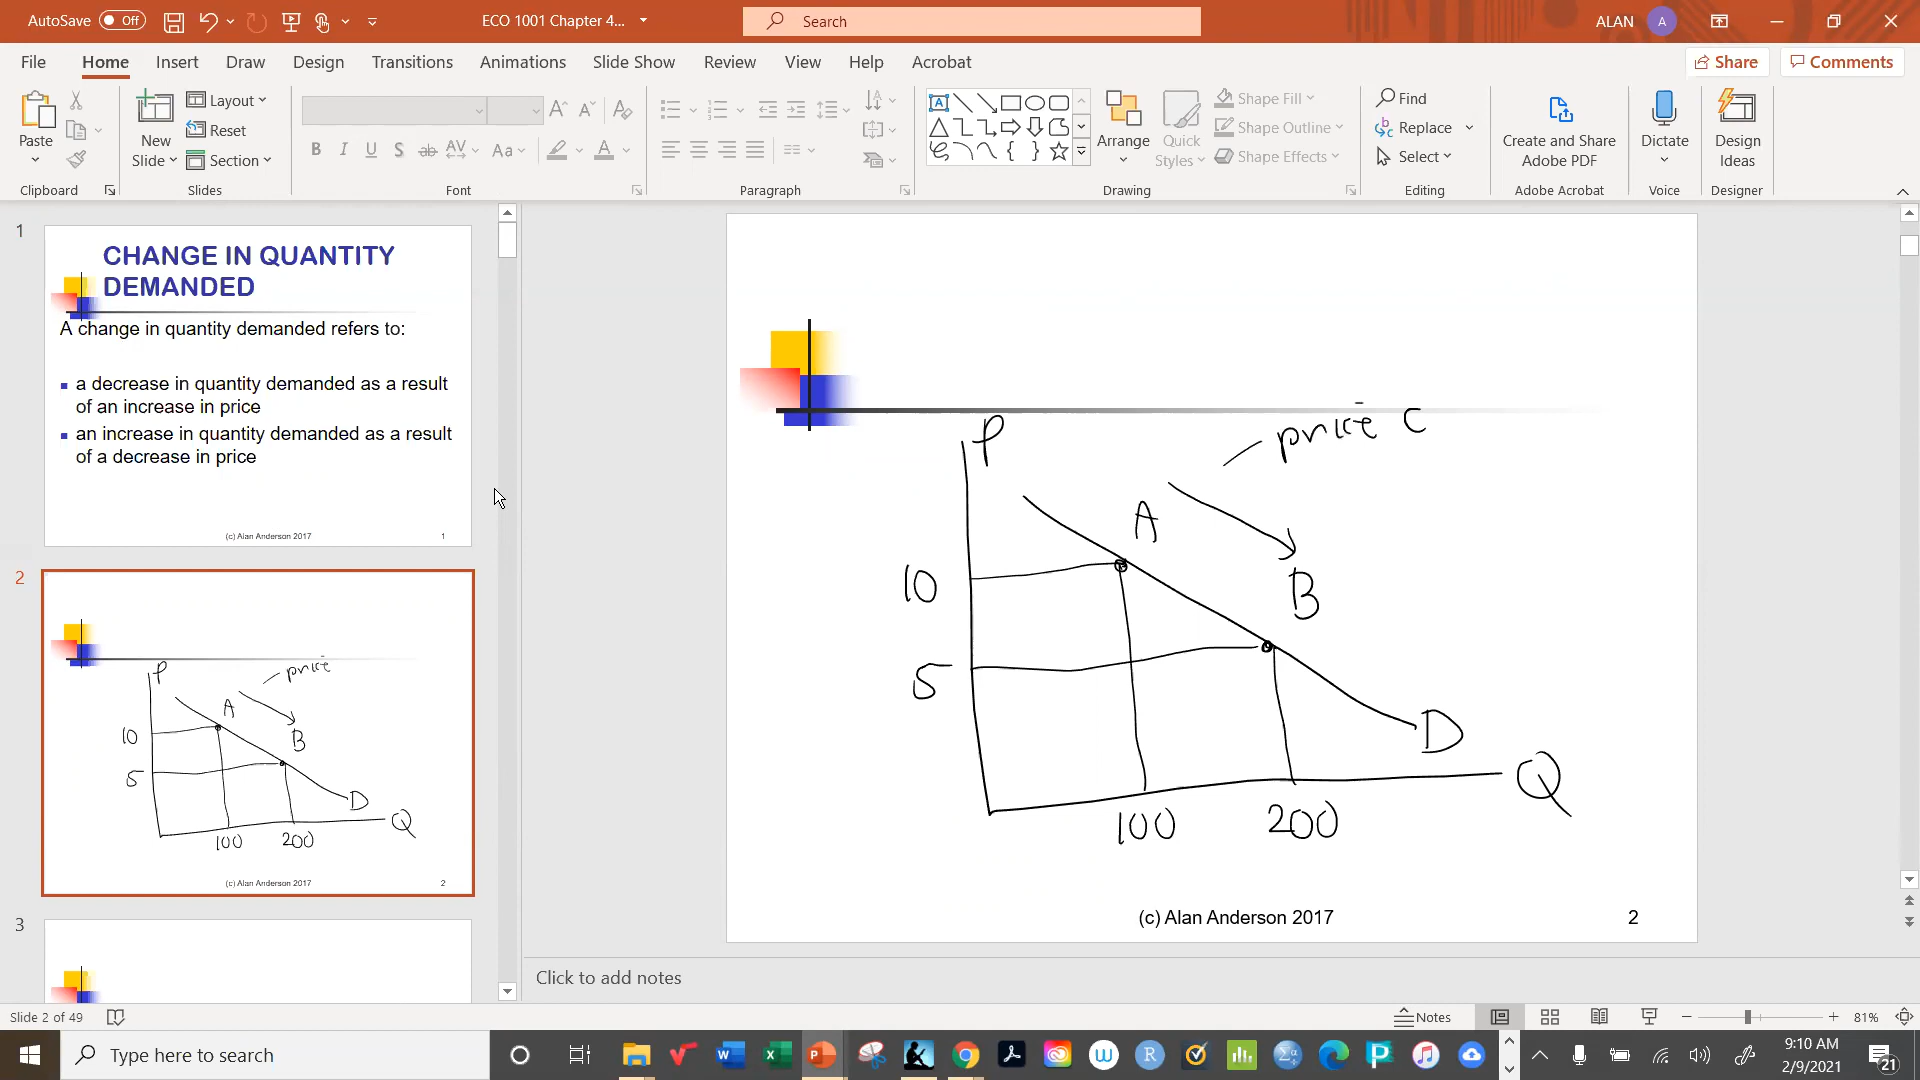 AutoSave Off ECO 1001 Chapter 4... Search ALAN A
File Home Insert Draw Design Transitions Animations Slide Show Review View Help Acrobat Share Comments
Paste
Clipboard
New Slide
Layout
Reset
Section
Slides
B I U S ab AV Aa A
Font
Paragraph
Arrange
Quick Styles
Shape Fill
Shape Outline
Shape Effects
Drawing
Find
Replace
Select
Editing
Create and Share Adobe PDF
Adobe Acrobat
Dictate
Voice
Design Ideas
Designer
1
CHANGE IN QUANTITY
DEMANDED
A change in quantity demanded refers to:
a decrease in quantity demanded as a result
of an increase in price
an increase in quantity demanded as a result
of a decrease in price
(c) Alan Anderson 2017 1
2
P
price
A
10
B
5
D
Q
100 200
(c) Alan Anderson 2017 2
3
P
price C
A
10
B
5
D
Q
100 200
(c) Alan Anderson 2017 2
Click to add notes
Slide 2 of 49 Notes 81%
Type here to search
9:10 AM
2/9/2021
21